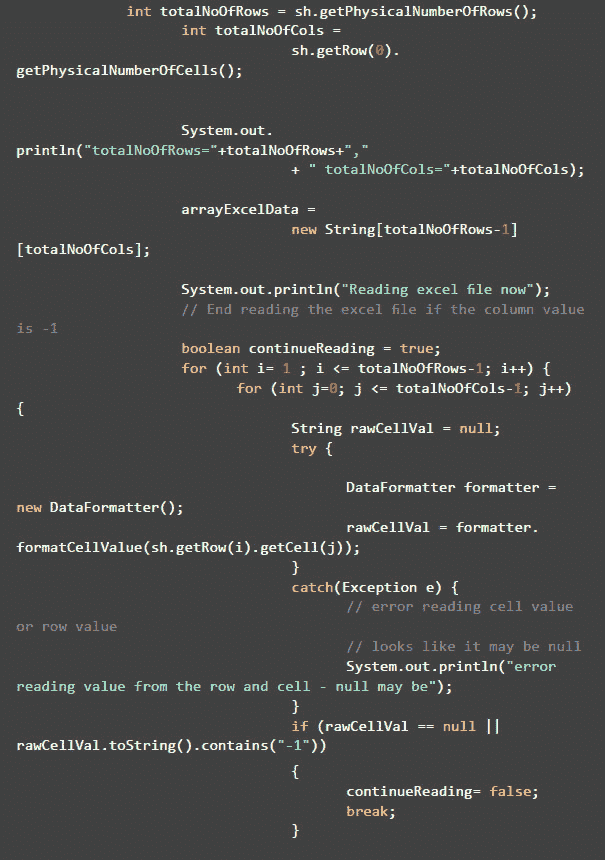 int totalNoOfRows = sh.getPhysicalNumberOfRows();
int totalNoOfCols =
sh.getRow(0).
getPhysicalNumberOfCells();
System.out.
println("totalNoOfRows="+totalNoOfRows+","
+ " totalNoOfCols="+totalNoOfCols);
arrayExcelData =
new String[totalNoOfRows-1]
[totalNoOfCols];
System.out.println("Reading excel file now");
// End reading the excel file if the column value
is -1
boolean continueReading = true;
for (int i= 1 ; i <= totalNoOfRows-1; i++) {
for (int j=0; j <= totalNoOfCols-1; j++)
{
String rawCellVal = null;
try {
DataFormatter formatter =
new DataFormatter();
rawCellVal = formatter.
formatCellValue(sh.getRow(i).getCell(j));
}
catch(Exception e) {
// error reading cell value
or row value
// looks like it may be null
System.out.println("error
reading value from the row and cell - null may be");
}
if (rawCellVal == null ||
rawCellVal.toString().contains("-1"))
{
continueReading= false;
break;
}